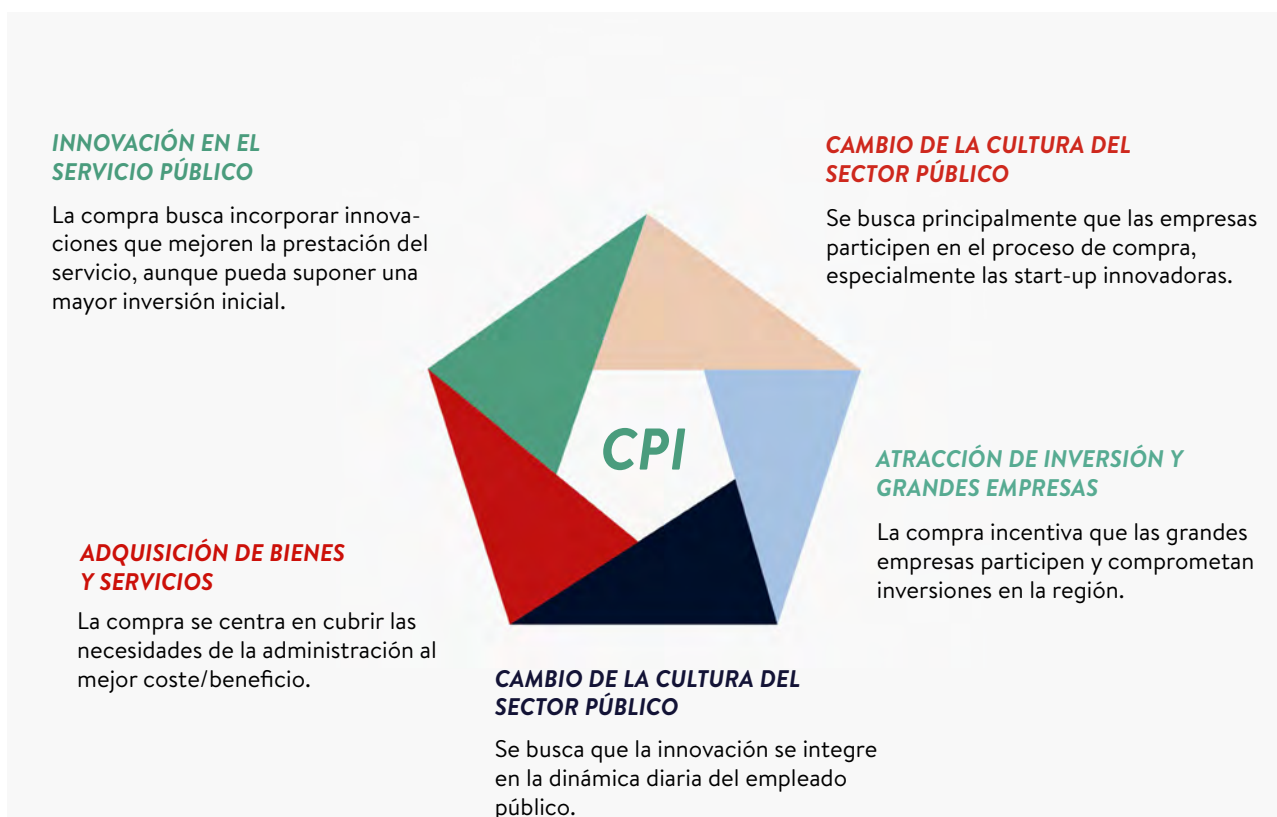 INNOVACIÓN EN EL
SERVICIO PÚBLICO
La compra busca incorporar innova-
ciones que mejoren la prestación del
servicio, aunque pueda suponer una
mayor inversión inicial.
CAMBIO DE LA CULTURA DEL
SECTOR PÚBLICO
Se busca principalmente que las empresas
participen en el proceso de compra,
especialmente las start-up innovadoras.
CPI
ATRACCIÓN DE INVERSIÓN Y
GRANDES EMPRESAS
La compra incentiva que las grandes
empresas participen y comprometan
inversiones en la región.
ADQUISICIÓN DE BIENES
Y SERVICIOS
La compra se centra en cubrir las
necesidades de la administración al
mejor coste/beneficio.
CAMBIO DE LA CULTURA DEL
SECTOR PÚBLICO
Se busca que la innovación se integre
en la dinámica diaria del empleado
público.